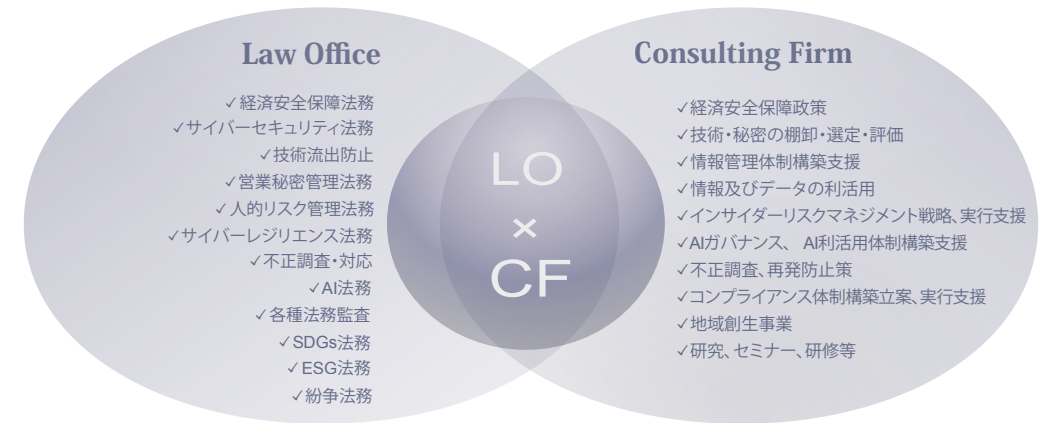 Law Office
✓経済安全保障法務
✓サイバーセキュリティ法務
✓技術流出防止
✓営業秘密管理法務
✓人的リスク管理法務
✓サイバーレジリエンス法務
✓不正調査・対応
✓AI法務
✓各種法務監査
✓SDGs法務
✓ESG法務
✓紛争法務
LO
×
CF
Consulting Firm
✓経済安全保障政策
✓技術・秘密の棚卸・選定・評価
✓情報管理体制構築支援
✓情報及びデータの利活用
✓インサイダーリスクマネジメント戦略、実行支援
✓AIガバナンス、 AI利活用体制構築支援
✓不正調査、再発防止策
✓コンプライアンス体制構築立案、実行支援
✓地域創生事業
✓研究、セミナー、研修等